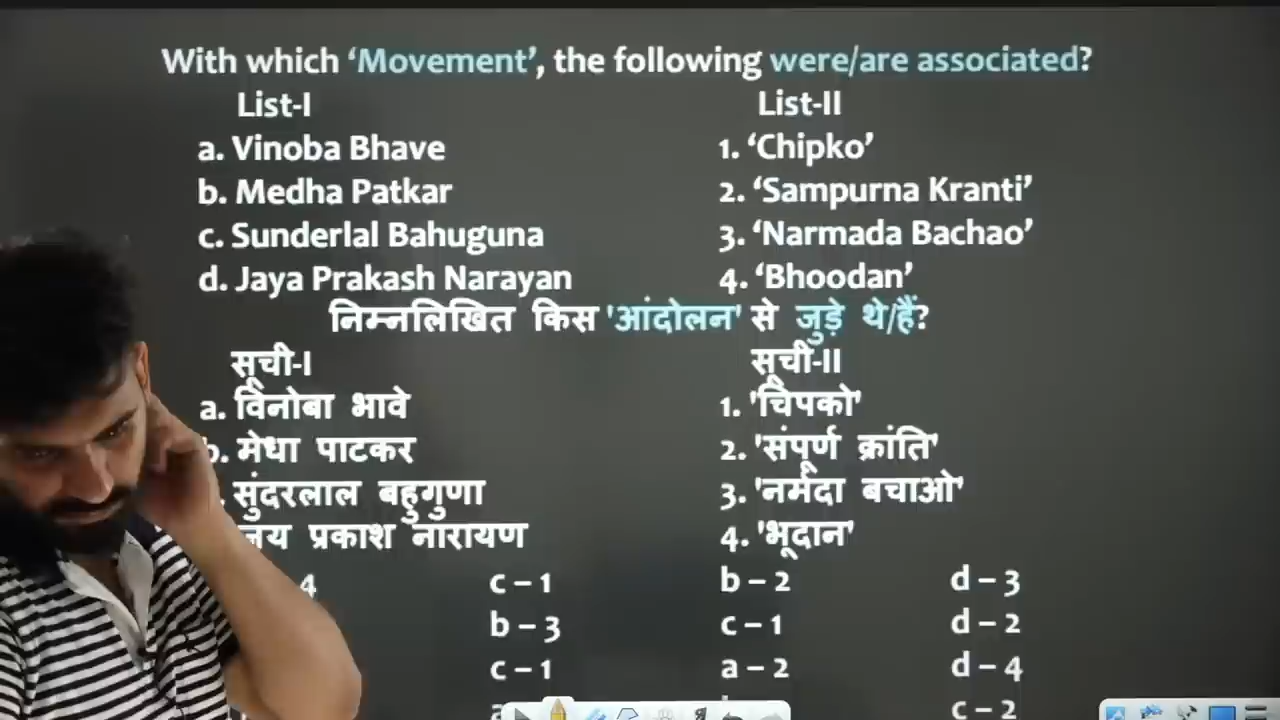 With which ‘Movement’, the following were/are associated?
List-I List-II
a. Vinoba Bhave 1. ‘Chipko’
b. Medha Patkar 2. ‘Sampurna Kranti’
c. Sunderlal Bahuguna 3. ‘Narmada Bachao’
d. Jaya Prakash Narayan 4. ‘Bhoodan’
निम्नलिखित किस 'आंदोलन' से जुड़े थे/हैं?
सूची-I सूची-II
a. विनोबा भावे 1. 'चिपको'
b. मेधा पाटकर 2. 'संपूर्ण क्रांति'
सुंदरलाल बहुगुणा 3. 'नर्मदा बचाओ'
जय प्रकाश नारायण 4. 'भूदान'
4 c – 1 b – 2 d – 3
b – 3 c – 1 d – 2
c – 1 a – 2 d – 4
c – 2